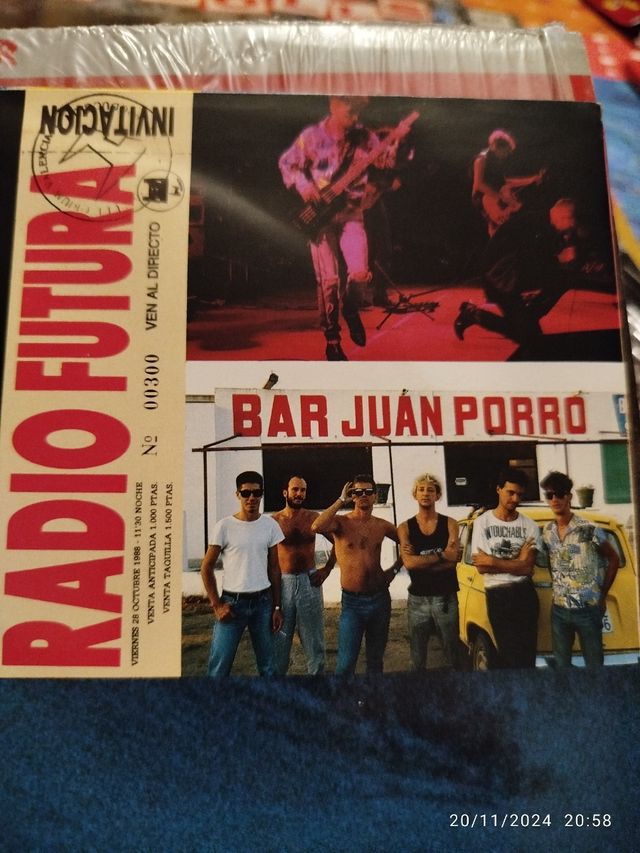 INVITACION
RADIO FUTURA
VEN AL DIRECTO
Nº 00300
VIERNES 28 OCTUBRE 1988 - 11:30 NOCHE
VENTA ANTICIPADA 1.000 PTAS.
VENTA TAQUILLA 1.500 PTAS.
BAR JUAN PORRO
UNTOUCHABLE
20/11/2024 20:58